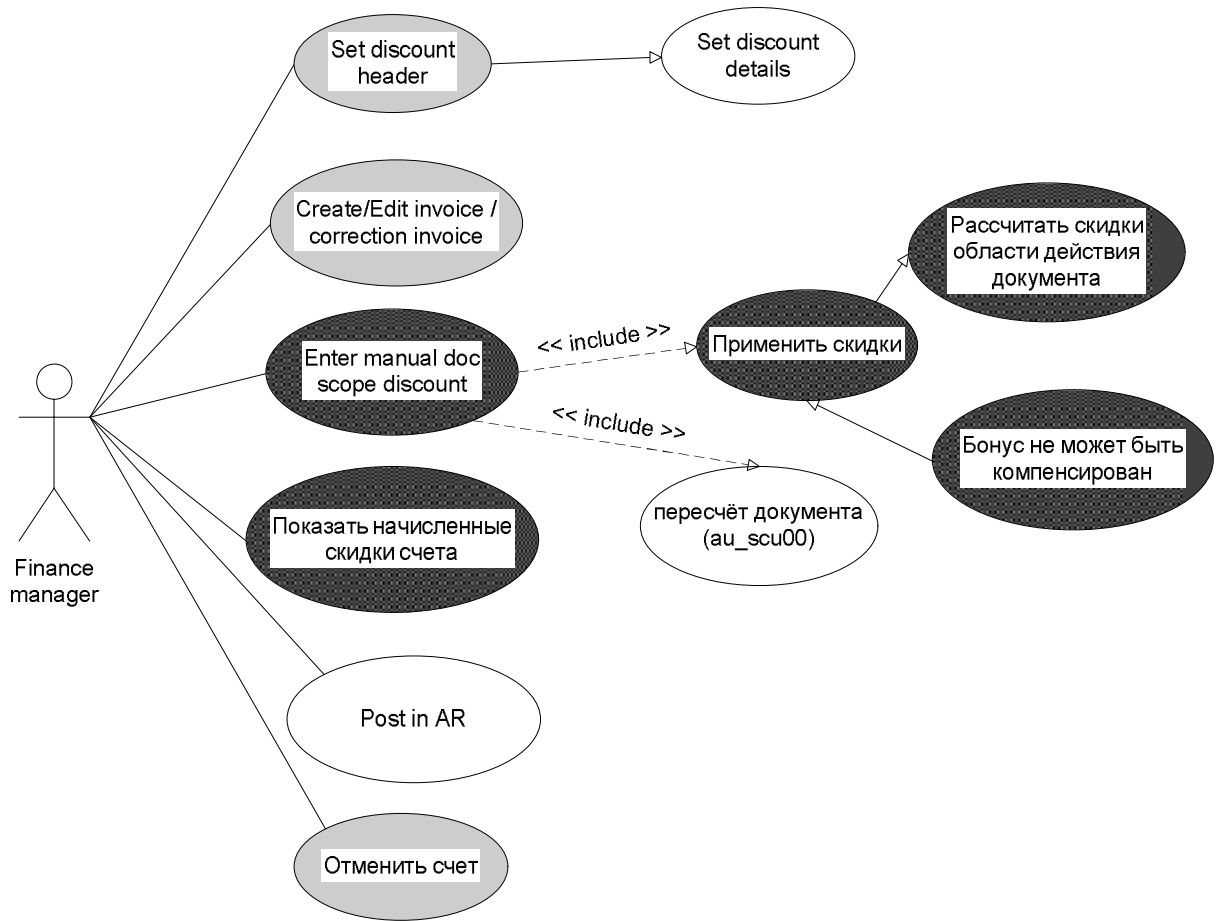 Set discount
header
Set discount
details
Create/Edit invoice /
correction invoice
Рассчитать скидки
области действия
документа
Enter manual doc
scope discount
<< include >>
Применить скидки
<< include >>
Бонус не может быть
компенсирован
Показать начисленные
скидки счета
пересчёт документа
(au_scu00)
Finance
manager
Post in AR
Отменить счет